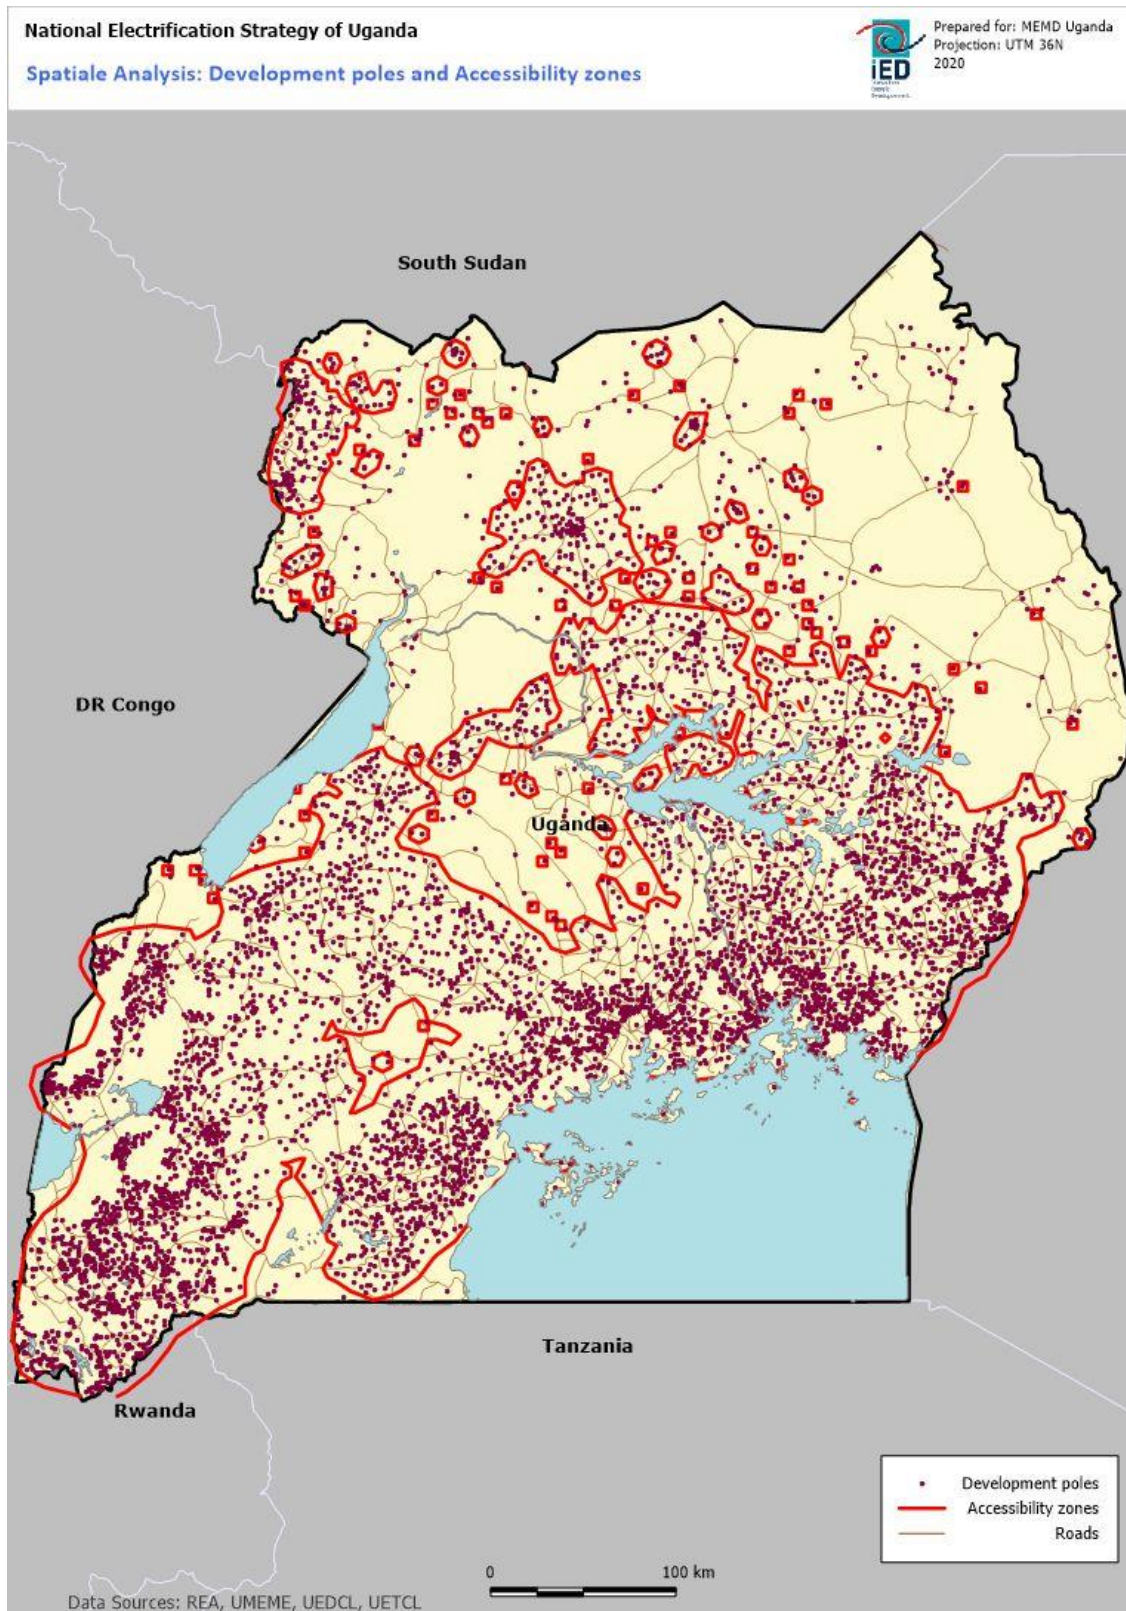 National Electrification Strategy of Uganda
Spatiale Analysis: Development poles and Accessibility zones
iED
Prepared for: MEMD Uganda
Projection: UTM 36N
2020
South Sudan
DR Congo
Uganda
Tanzania
Rwanda
Development poles
Accessibility zones
Roads
0 100 km
Data Sources: REA, UMEME, UEDCL, UETCL